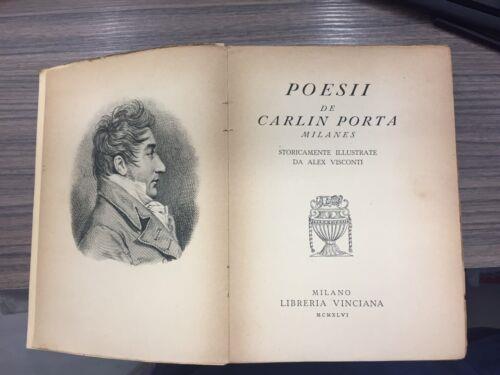 POESII
DE
CARLIN PORTA
MILANES
STORICAMENTE ILLUSTRATE
DA ALEX VISCONTI
MILANO
LIBRERIA VINCIANA
MCMXLVI